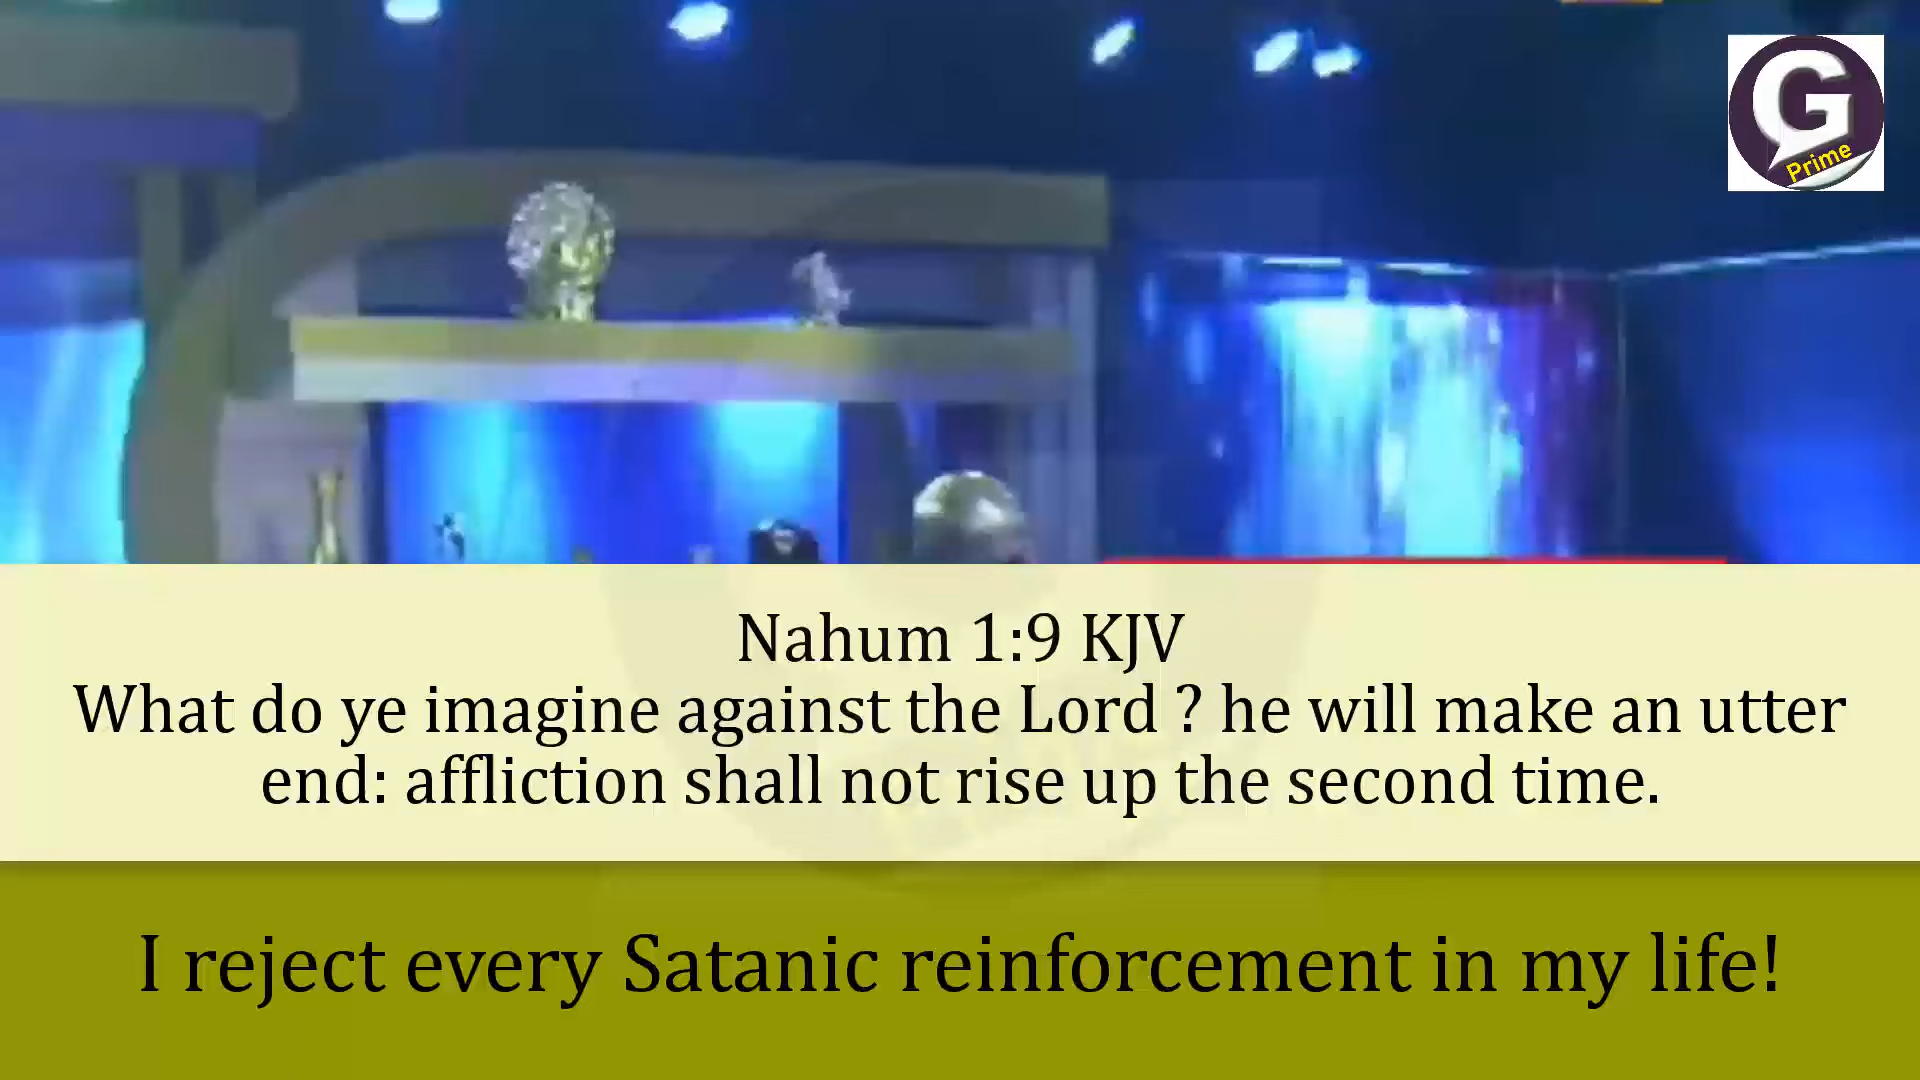 G
Prime
Nahum 1:9 KJV
What do ye imagine against the Lord ? he will make an utter
end: affliction shall not rise up the second time.
I reject every Satanic reinforcement in my life!